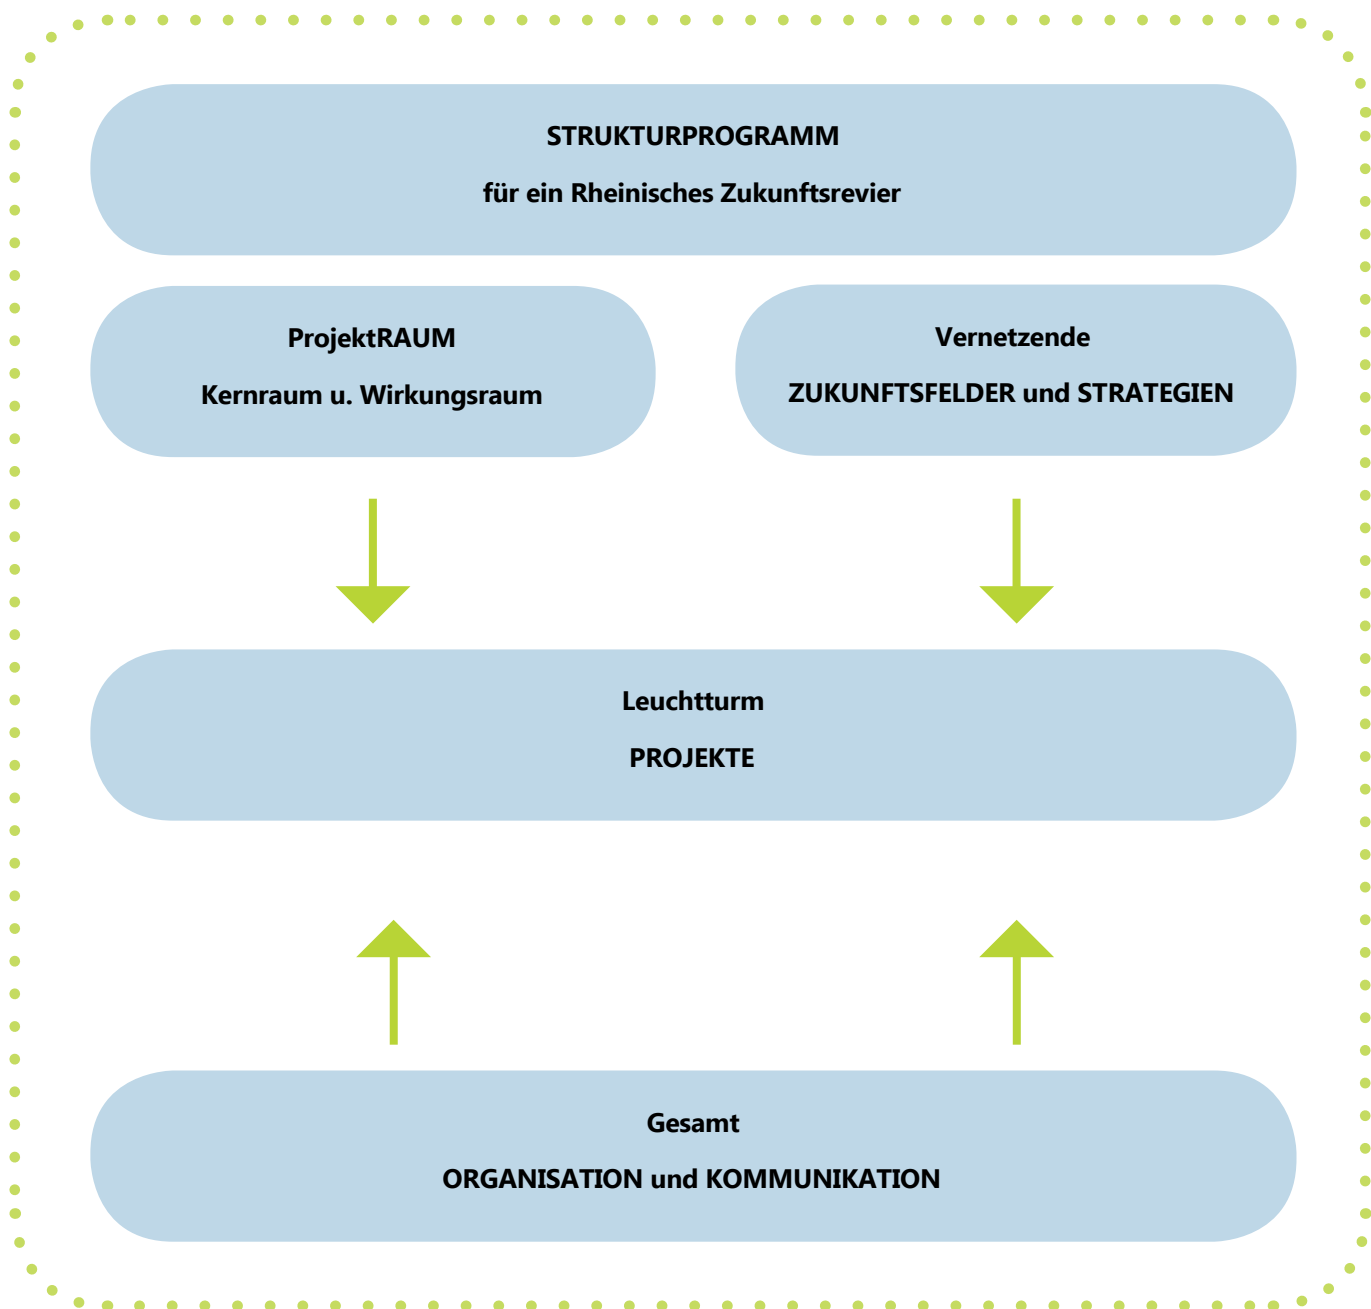 STRUKTURPROGRAMM
für ein Rheinisches Zukunftsrevier
ProjektRAUM
Kernraum u. Wirkungsraum
Vernetzende
ZUKUNFTSFELDER und STRATEGIEN
Leuchtturm
PROJEKTE
Gesamt
ORGANISATION und KOMMUNIKATION